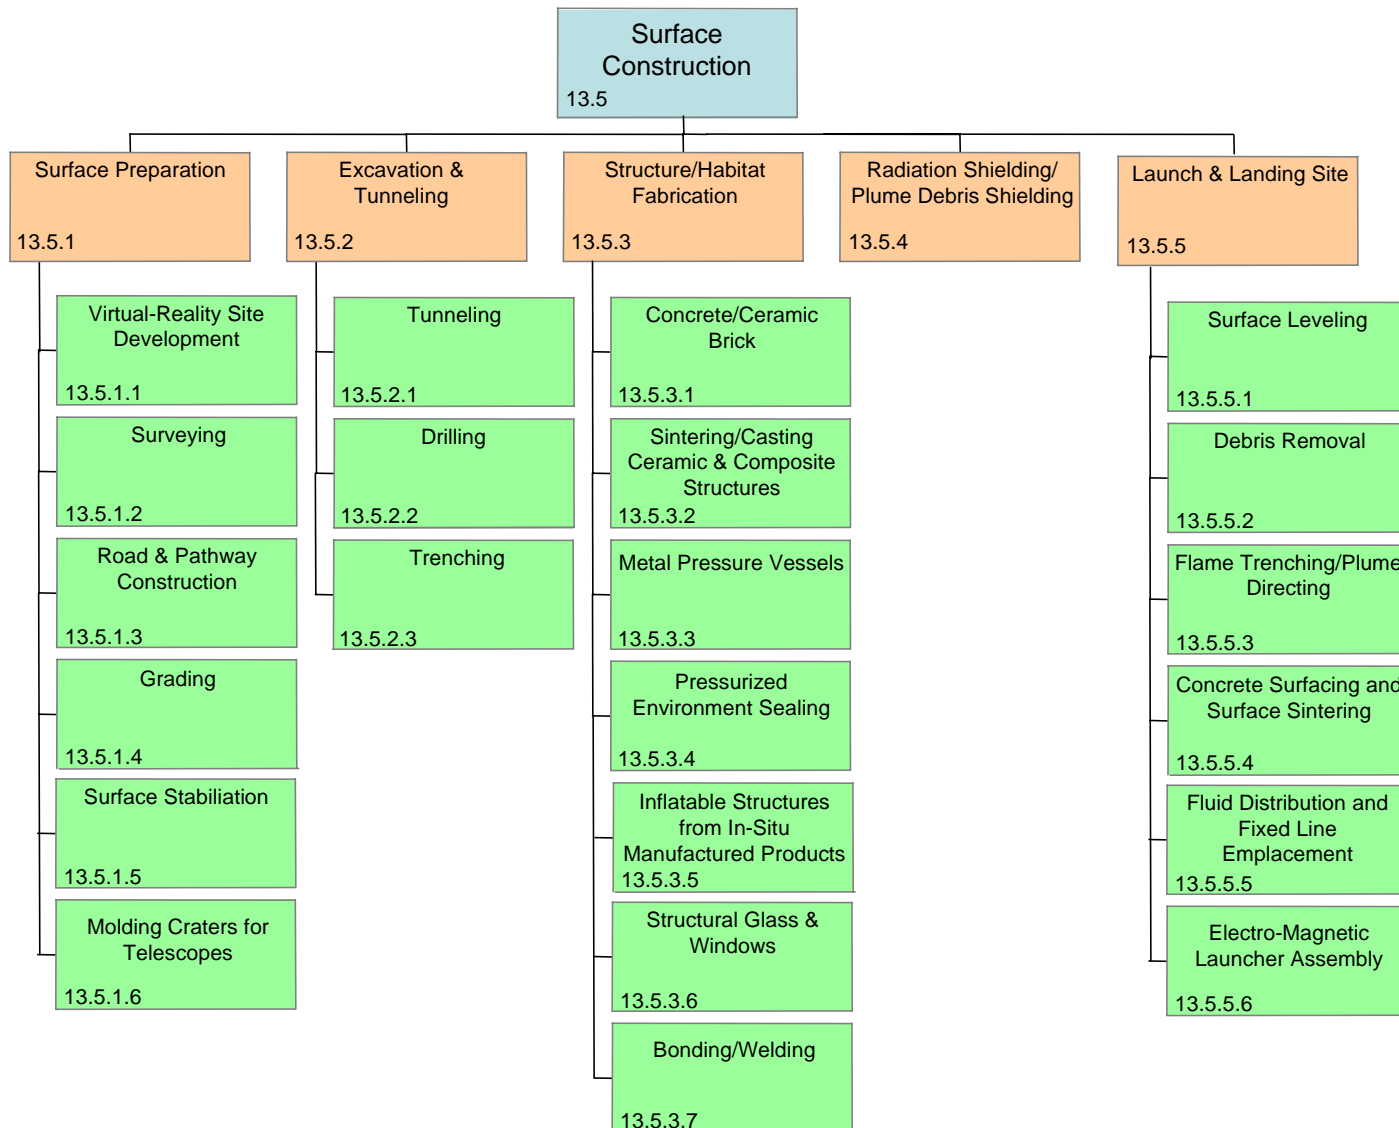 Surface
Construction
13.5
Surface Preparation
13.5.1
Excavation &
Tunneling
13.5.2
Structure/Habitat
Fabrication
13.5.3
Radiation Shielding/
Plume Debris Shielding
13.5.4
Launch & Landing Site
13.5.5
Virtual-Reality Site
Development
13.5.1.1
Surveying
13.5.1.2
Road & Pathway
Construction
13.5.1.3
Grading
13.5.1.4
Surface Stabiliation
13.5.1.5
Molding Craters for
Telescopes
13.5.1.6
Tunneling
13.5.2.1
Drilling
13.5.2.2
Trenching
13.5.2.3
Concrete/Ceramic
Brick
13.5.3.1
Sintering/Casting
Ceramic & Composite
Structures
13.5.3.2
Metal Pressure Vessels
13.5.3.3
Pressurized
Environment Sealing
13.5.3.4
Inflatable Structures
from In-Situ
Manufactured Products
13.5.3.5
Structural Glass &
Windows
13.5.3.6
Bonding/Welding
13.5.3.7
Surface Leveling
13.5.5.1
Debris Removal
13.5.5.2
Flame Trenching/Plume
Directing
13.5.5.3
Concrete Surfacing and
Surface Sintering
13.5.5.4
Fluid Distribution and
Fixed Line
Emplacement
13.5.5.5
Electro-Magnetic
Launcher Assembly
13.5.5.6